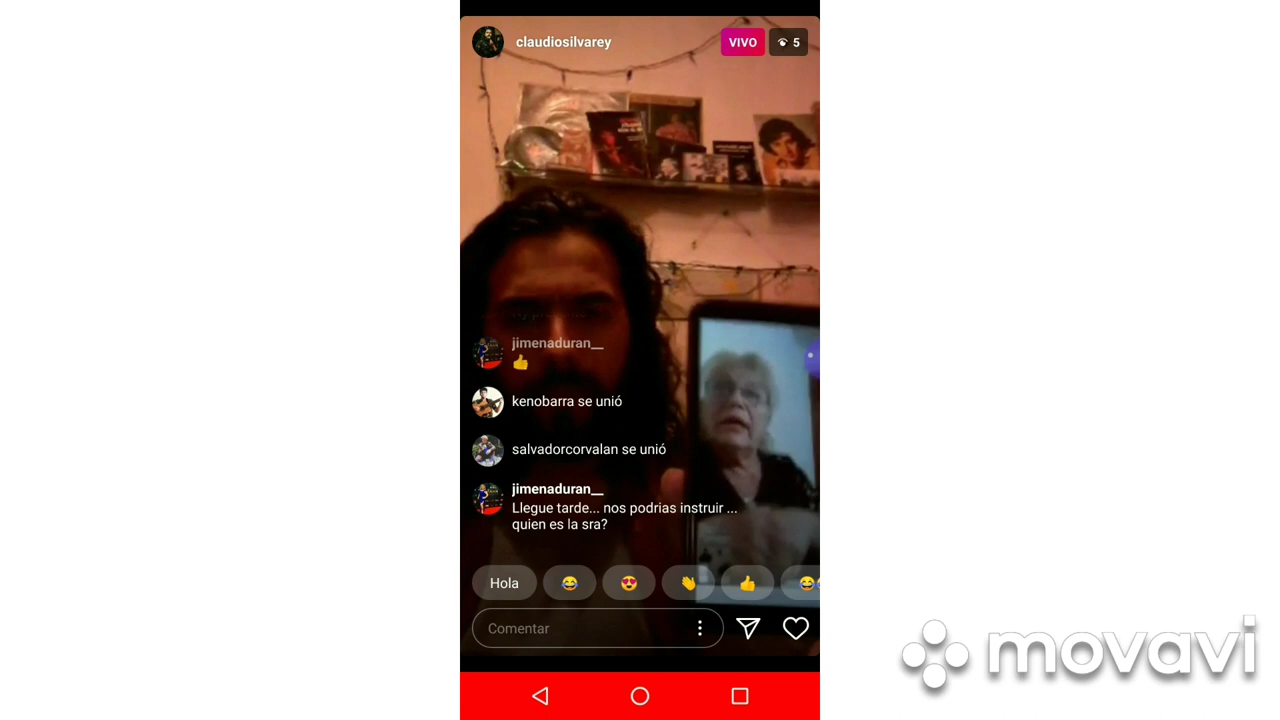 claudiosilvarey
VIVO
5
jimenaduran__
👍
kenobarra se unió
salvadorcorvalan se unió
jimenaduran__
Llegue tarde... nos podrias instruir ...
quien es la sra?
Hola
Comentar
movavi